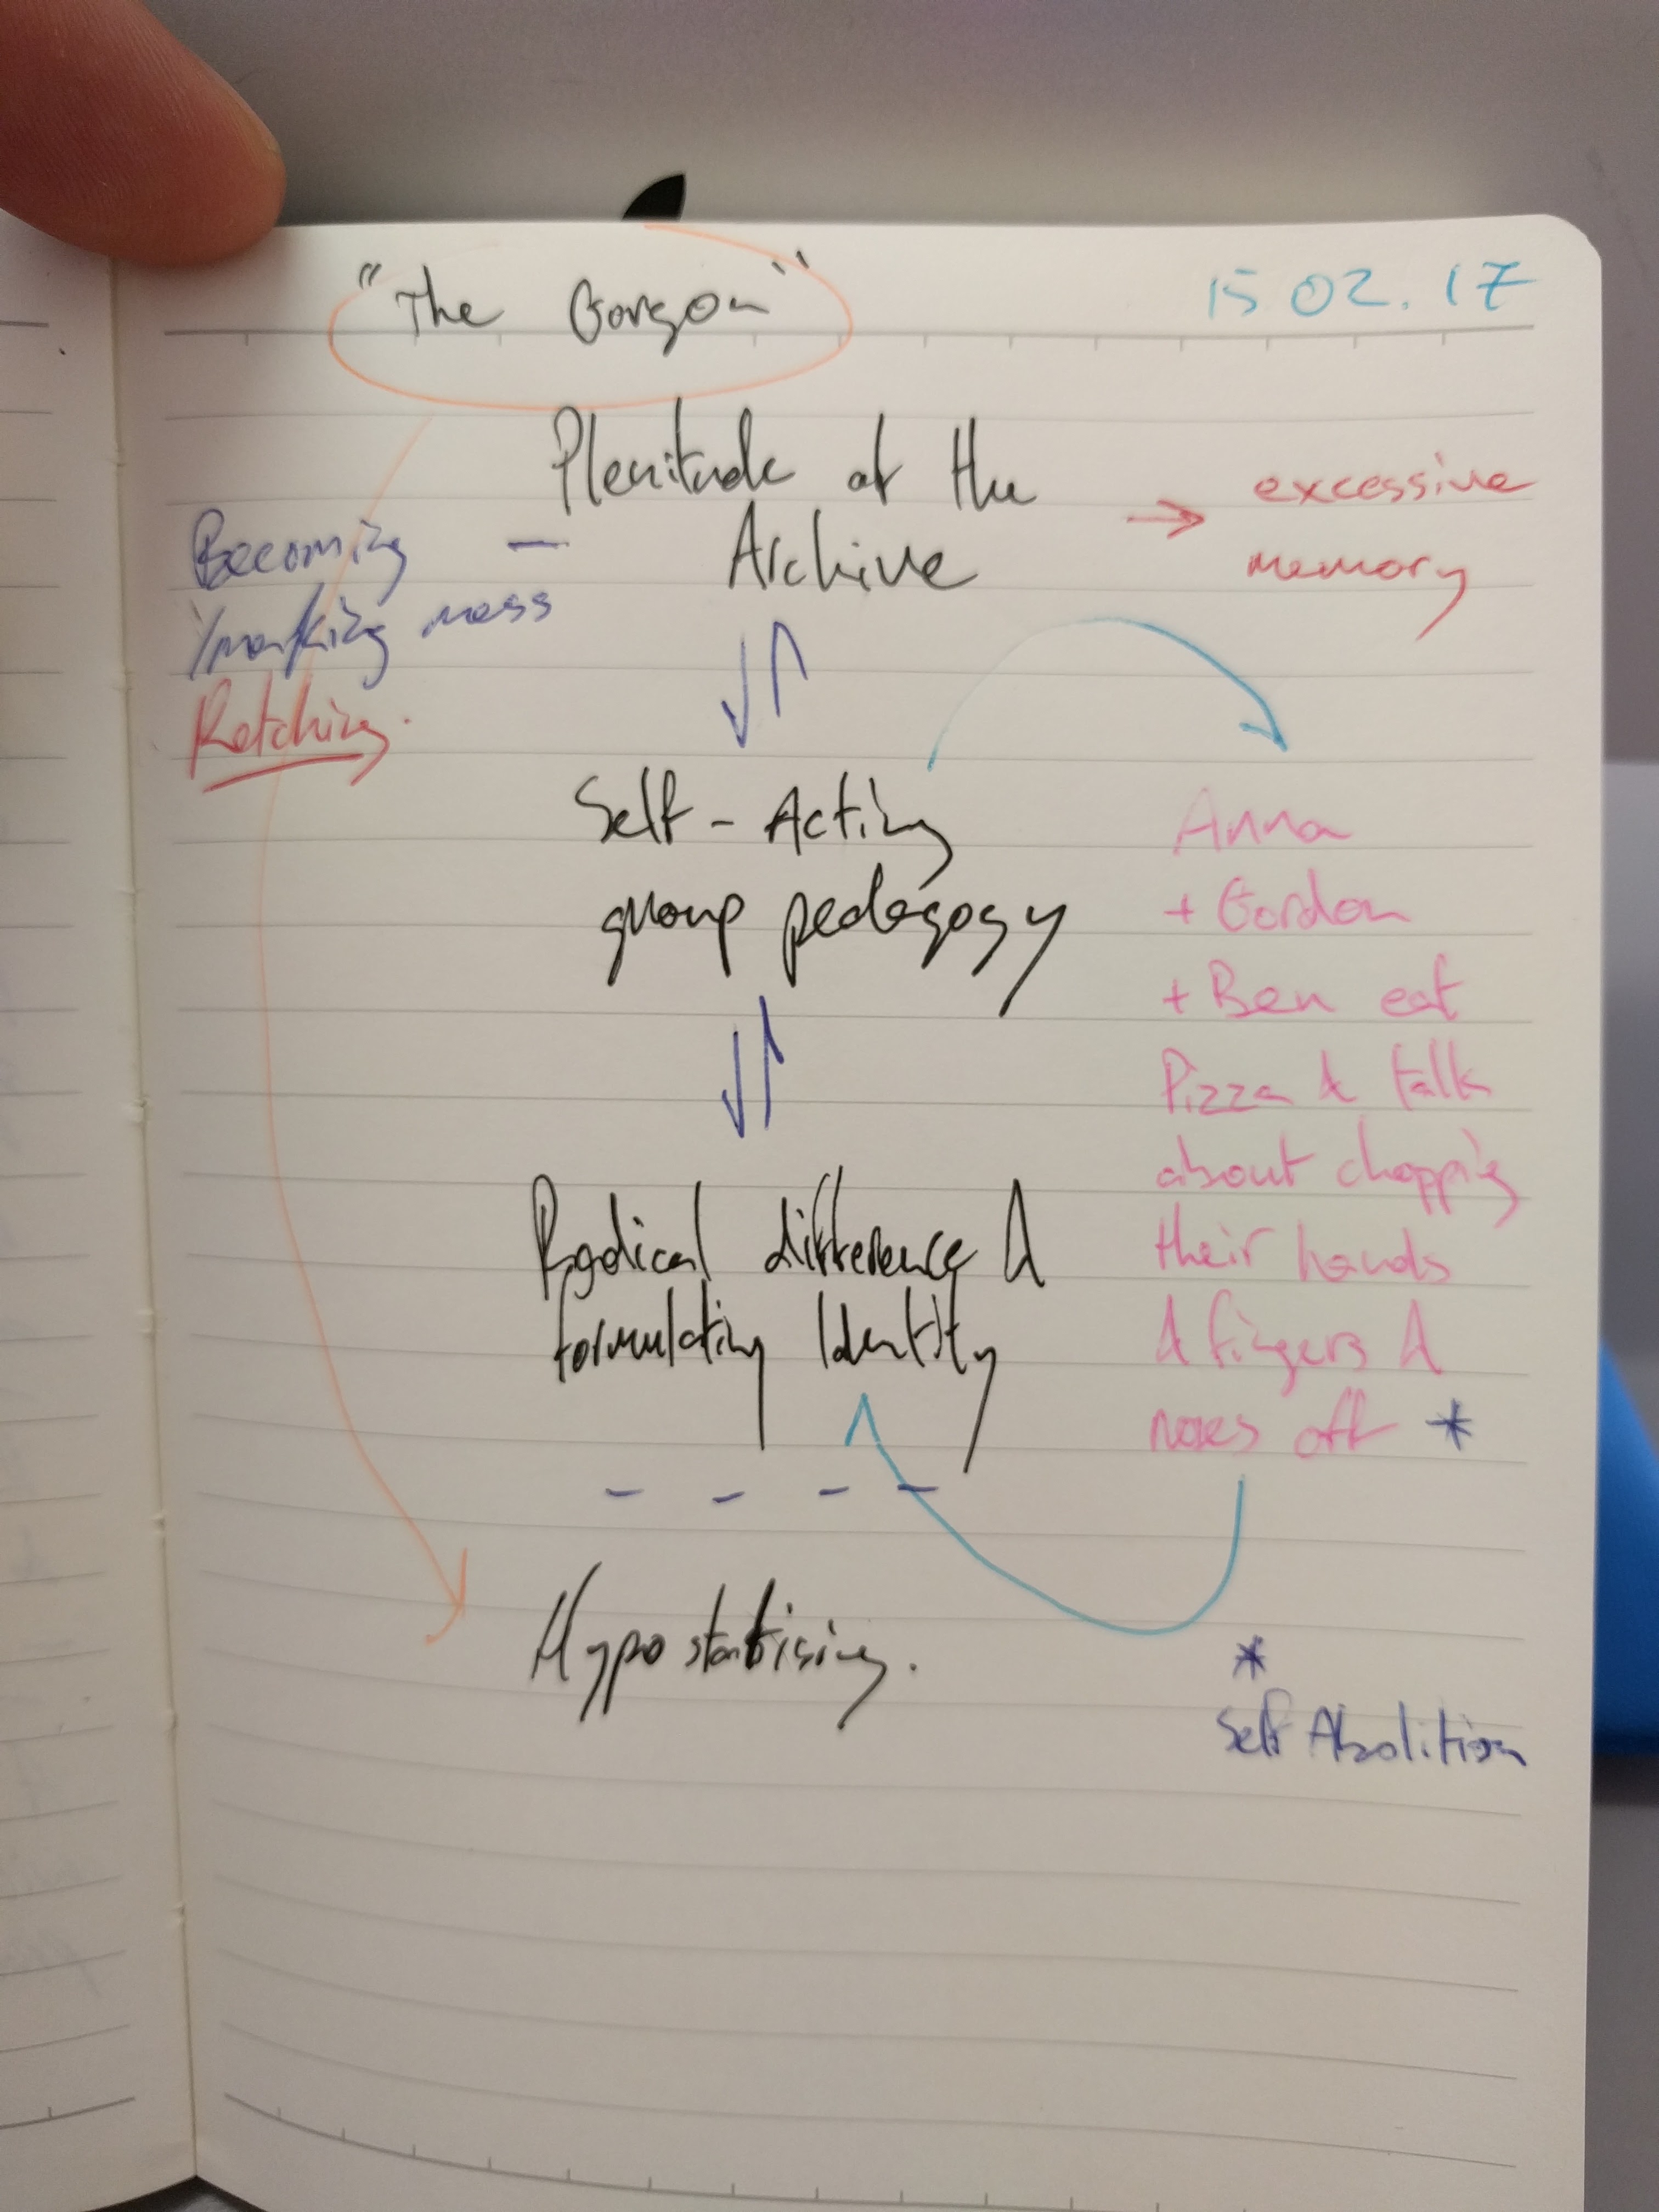 "The Gorgon"
15 02.17
Plenitude of the
Archive
→ excessive
memory
Becoming –
/making mess
Retching.
Self-Acting
group pedagogy
Anna
+ Gordon
+ Ben eat
Pizza & talk
about chopping
their hands
& fingers &
noses off *
Radical difference &
formulating Identity
Hypostatising.
*
Self Abolition